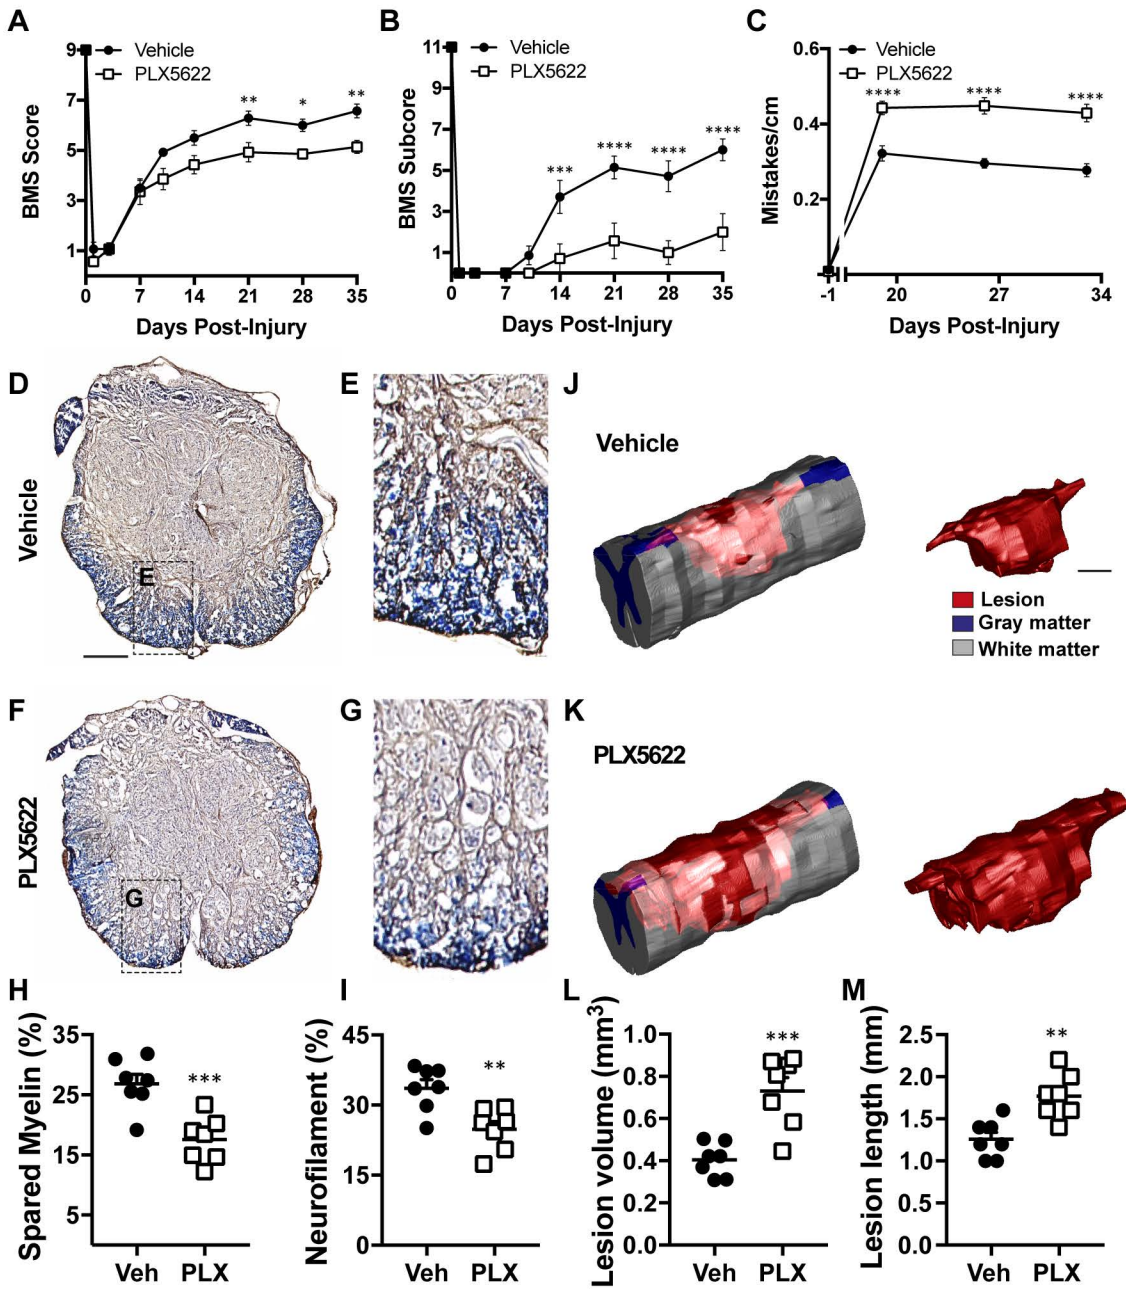 A
B
C
9
7
5
3
1
BMS Score
Vehicle
PLX5622
** * **
0 7 14 21 28 35
Days Post-Injury
11
9
7
5
3
1
BMS Subcore
Vehicle
PLX5622
*** **** **** ****
0 7 14 21 28 35
Days Post-Injury
0.6
0.4
0.2
Mistakes/cm
Vehicle
PLX5622
**** **** ****
-1 20 27 34
Days Post-Injury
D
Vehicle
E
E
J
Vehicle
Lesion
Gray matter
White matter
F
PLX5622
G
G
K
PLX5622
H
Spared Myelin (%)
35
25
15
5
***
Veh PLX
I
Neurofilament (%)
45
30
15
0
**
Veh PLX
L
Lesion volume (mm³)
1.0
0.8
0.6
0.4
0.2
0.0
***
Veh PLX
M
Lesion length (mm)
2.5
2.0
1.5
1.0
0.5
0.0
**
Veh PLX